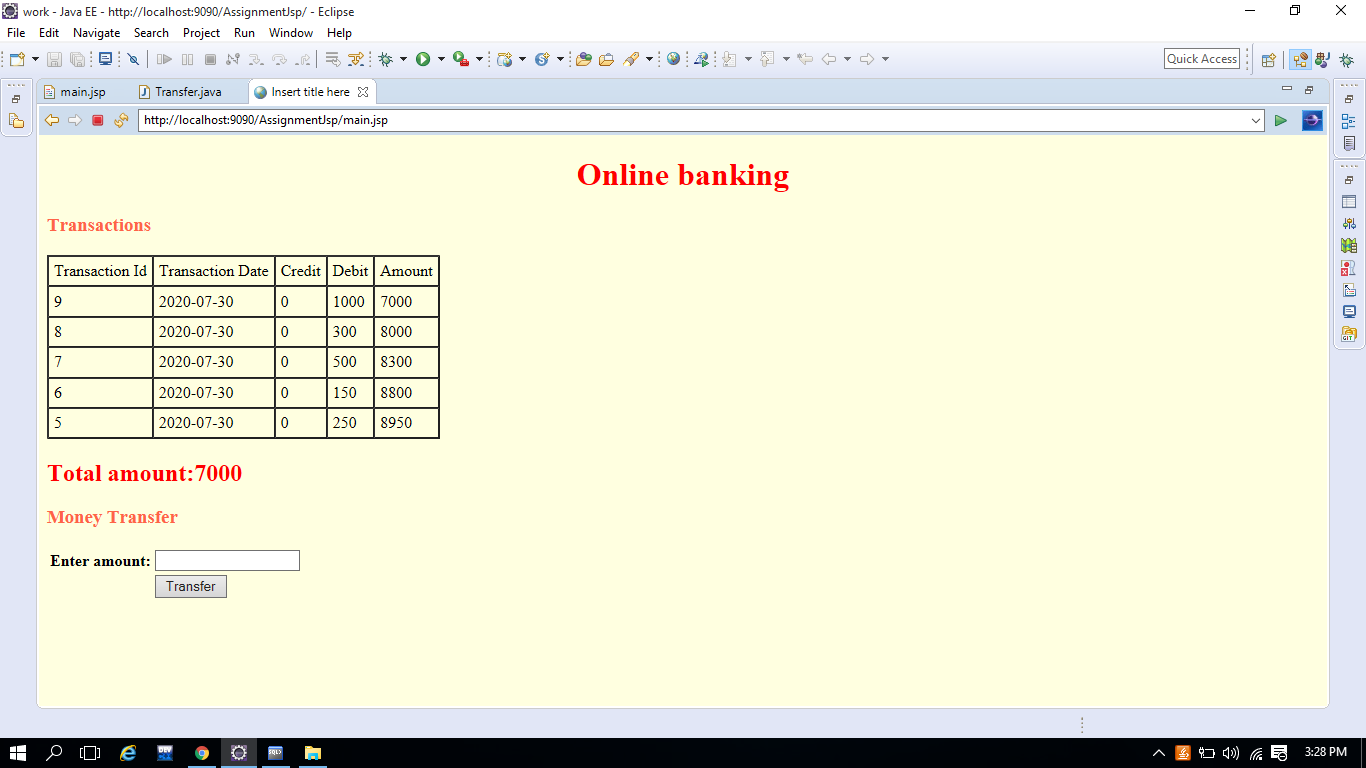 work - Java EE - http://localhost:9090/AssignmentJsp/ - Eclipse
File Edit Navigate Search Project Run Window Help
Quick Access
main.jsp Transfer.java Insert title here
http://localhost:9090/AssignmentJsp/main.jsp
Online banking
Transactions
Transaction Id Transaction Date Credit Debit Amount
9 2020-07-30 0 1000 7000
8 2020-07-30 0 300 8000
7 2020-07-30 0 500 8300
6 2020-07-30 0 150 8800
5 2020-07-30 0 250 8950
Total amount:7000
Money Transfer
Enter amount:
Transfer
3:28 PM